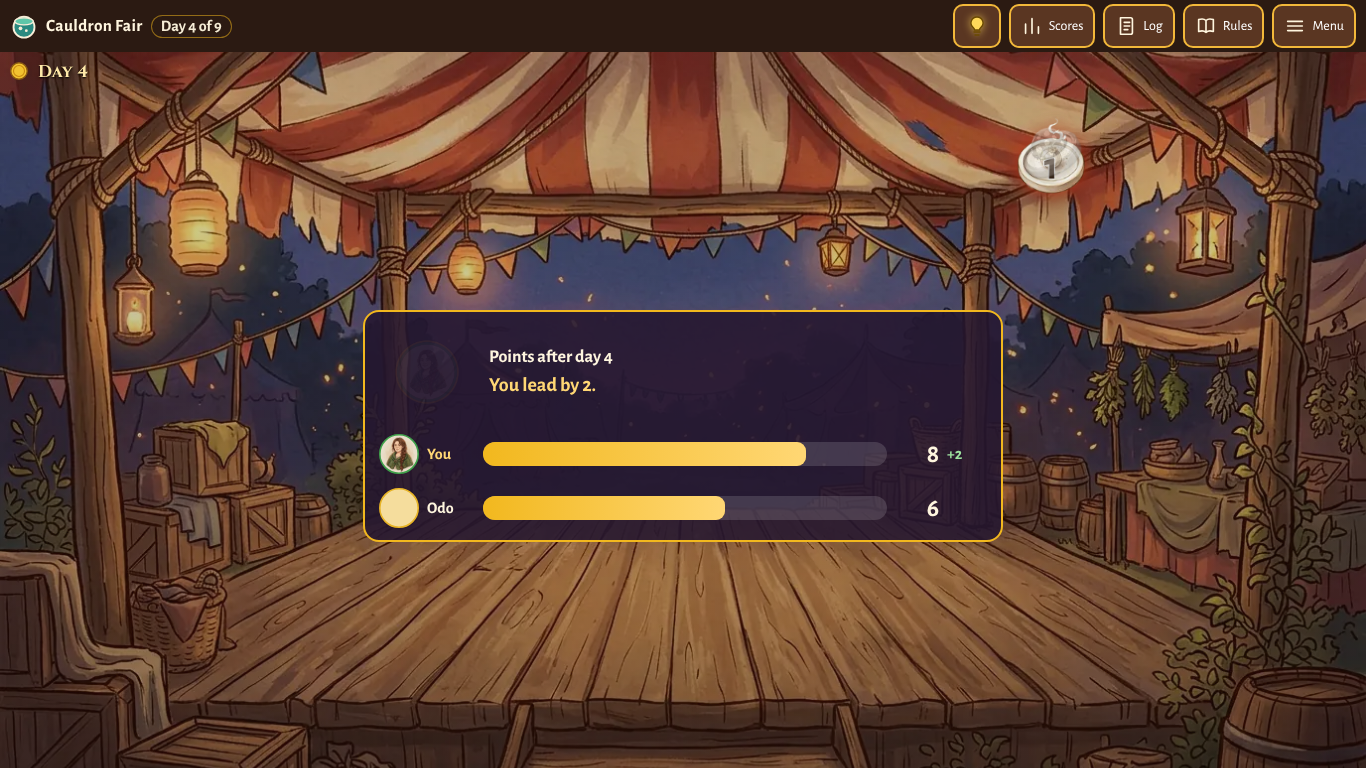 Cauldron Fair Day 4 of 9 Scores Log Rules Menu
DAY 4
1
Points after day 4
You lead by 2.
You 8 +2
Odo 6